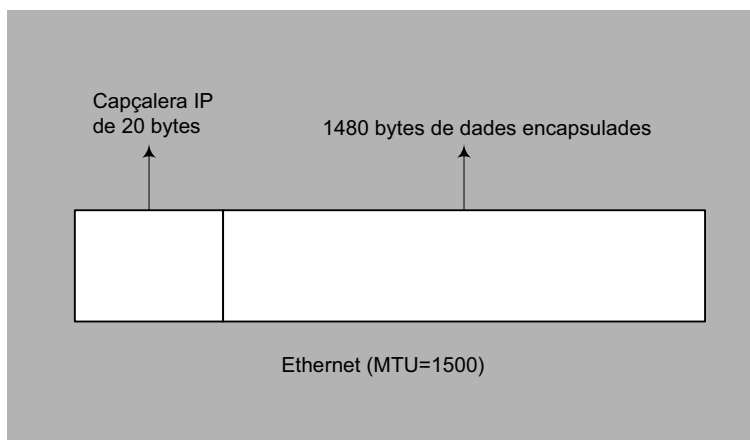 Capçalera IP
de 20 bytes
1480 bytes de dades encapsulades
Ethernet (MTU=1500)